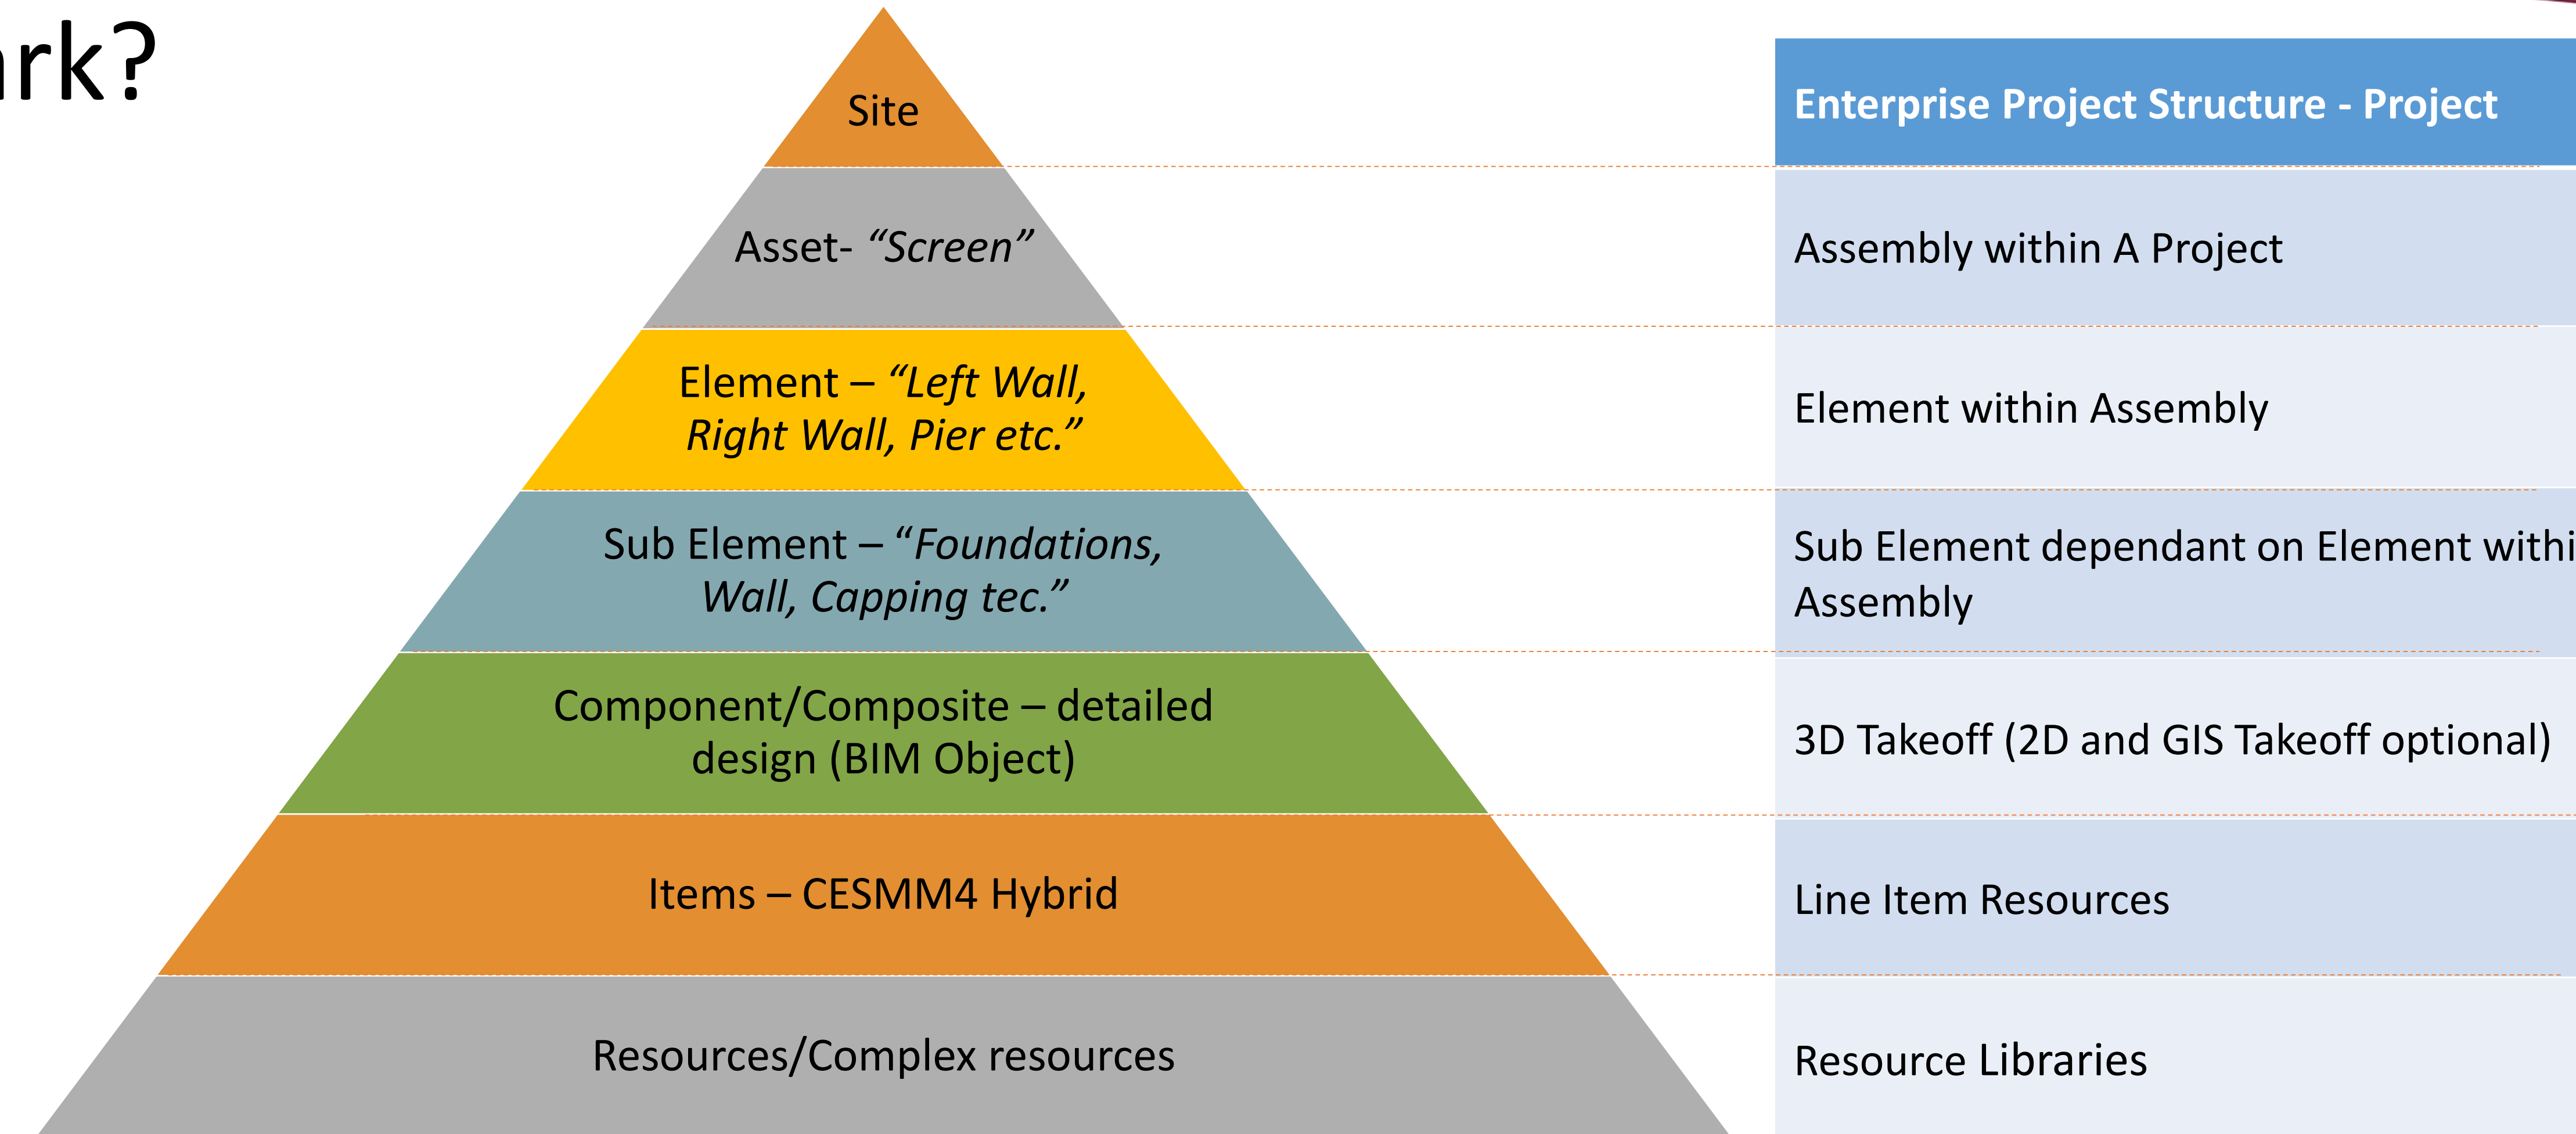 ark?
Site
Enterprise Project Structure - Project
Asset- “Screen”
Assembly within A Project
Element – “Left Wall,
Right Wall, Pier etc.”
Element within Assembly
Sub Element – “Foundations,
Wall, Capping tec.”
Sub Element dependant on Element withi
Assembly
Component/Composite – detailed
design (BIM Object)
3D Takeoff (2D and GIS Takeoff optional)
Items – CESMM4 Hybrid
Line Item Resources
Resources/Complex resources
Resource Libraries